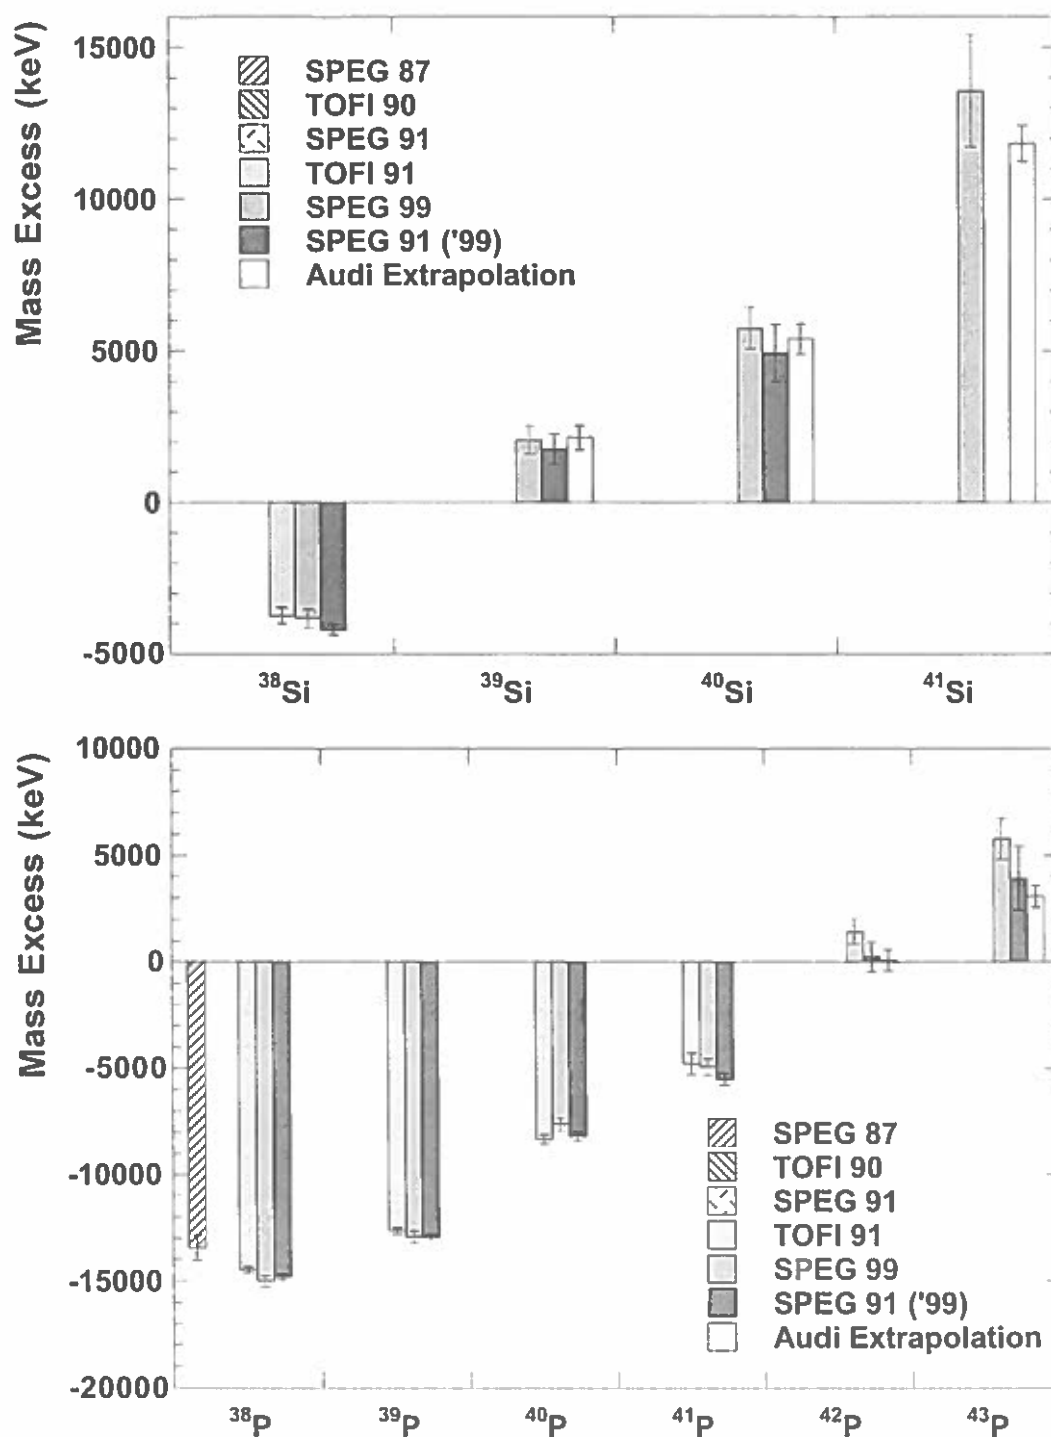 Mass Excess (keV)
15000
10000
5000
0
-5000
SPEG 87
TOFI 90
SPEG 91
TOFI 91
SPEG 99
SPEG 91 ('99)
Audi Extrapolation
³⁸Si ³⁹Si ⁴⁰Si ⁴¹Si
Mass Excess (keV)
10000
5000
0
-5000
-10000
-15000
-20000
SPEG 87
TOFI 90
SPEG 91
TOFI 91
SPEG 99
SPEG 91 ('99)
Audi Extrapolation
³⁸P ³⁹P ⁴⁰P ⁴¹P ⁴²P ⁴³P